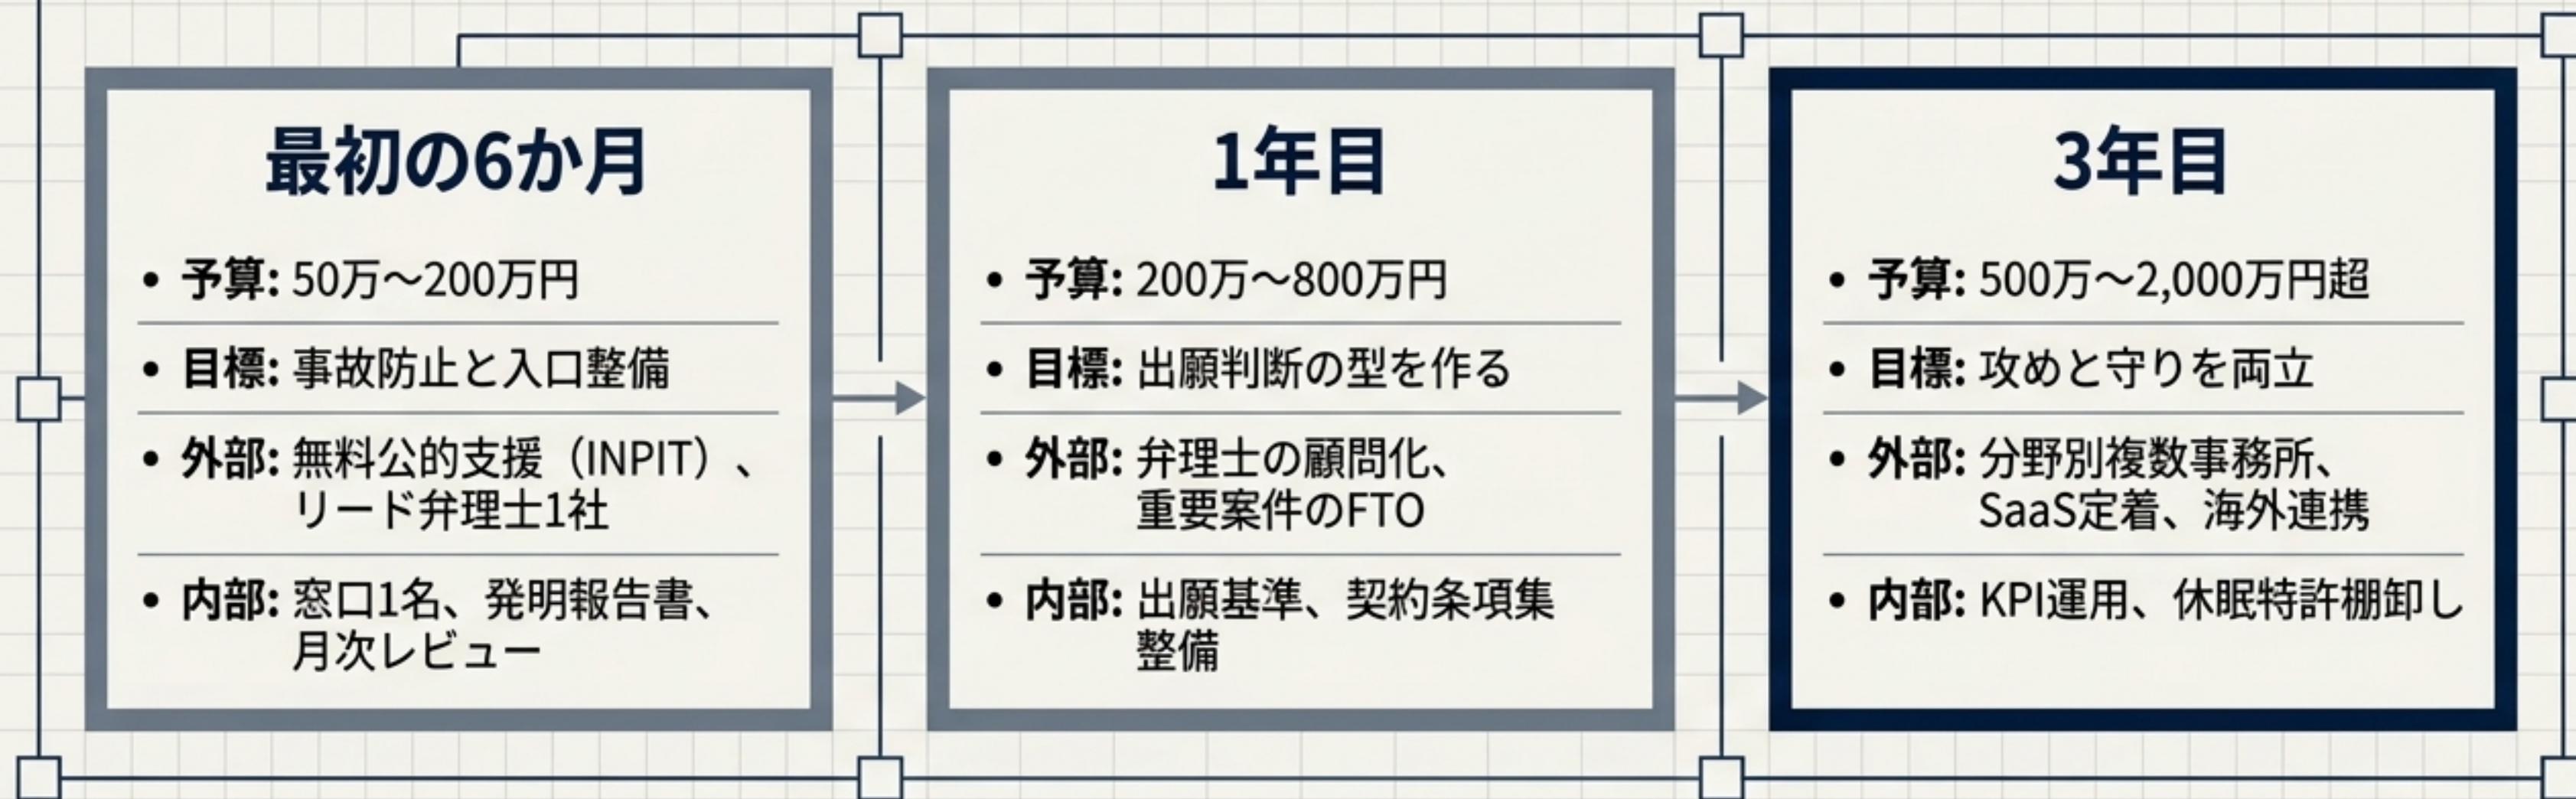 最初の6か月
• 予算: 50万～200万円
• 目標: 事故防止と入口整備
• 外部: 無料公的支援（INPIT）、
リード弁理士1社
• 内部: 窓口1名、発明報告書、
月次レビュー
1年目
• 予算: 200万～800万円
• 目標: 出願判断の型を作る
• 外部: 弁理士の顧問化、
重要案件のFTO
• 内部: 出願基準、契約条項集
整備
3年目
• 予算: 500万～2,000万円超
• 目標: 攻めと守りを両立
• 外部: 分野別複数事務所、
SaaS定着、海外連携
• 内部: KPI運用、休眠特許棚卸し